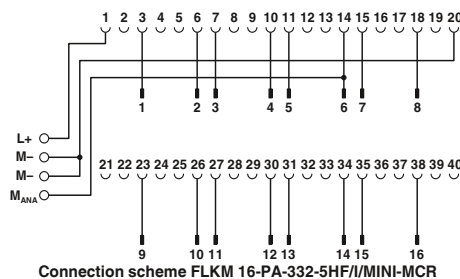 1 2 3 4 5 6 7 8 9 10 11 12 13 14 15 16 17 18 19 20
1 2 3 4 5 6 7 8
L+
M–
M–
MANA
21 22 23 24 25 26 27 28 29 30 31 32 33 34 35 36 37 38 39 40
9 10 11 12 13 14 15 16
Connection scheme FLKM 16-PA-332-5HF/I/MINI-MCR